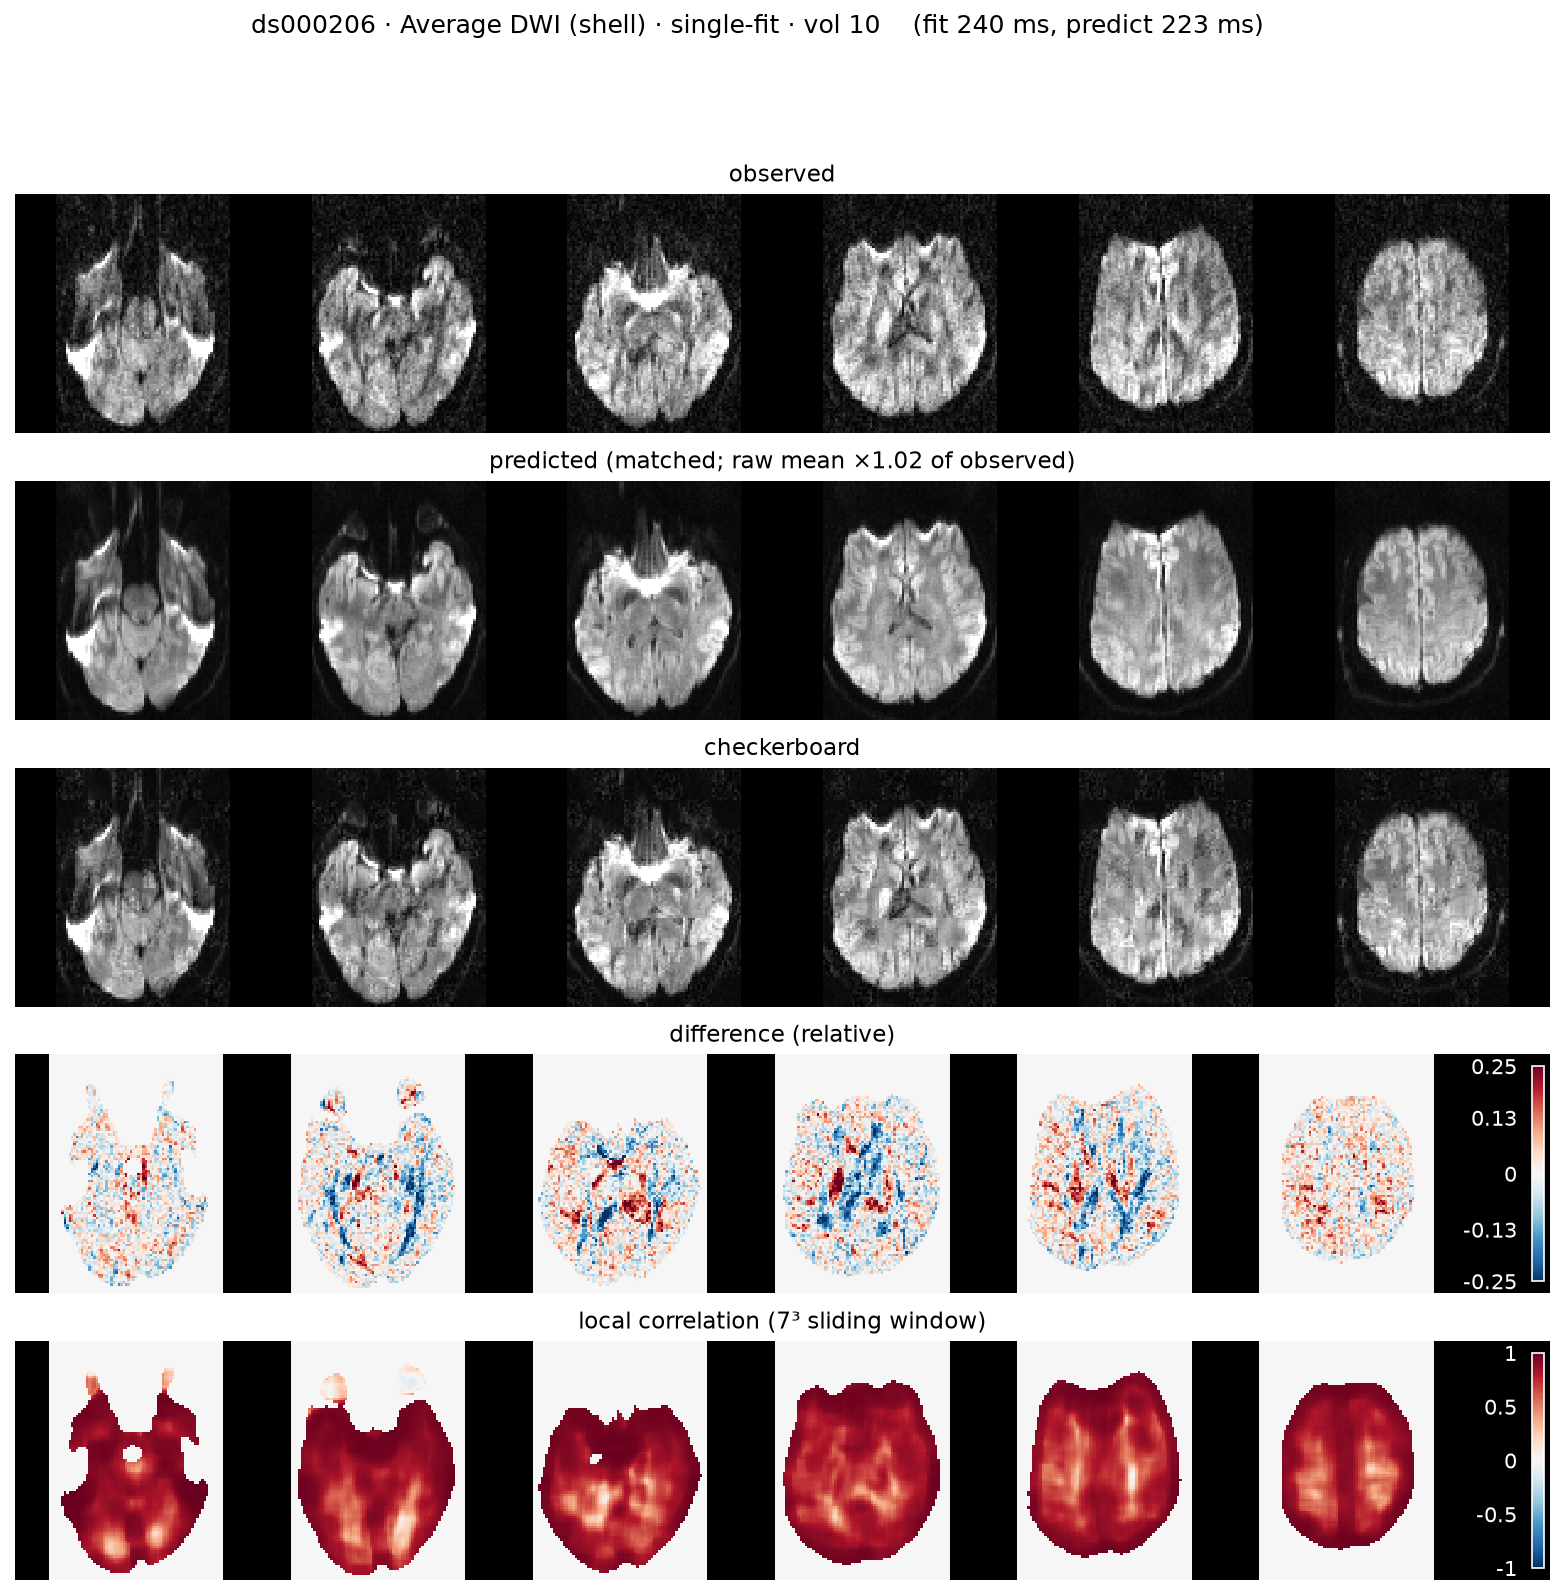 ds000206 · Average DWI (shell) · single-fit · vol 10    (fit 240 ms, predict 223 ms)
observed
predicted (matched; raw mean ×1.02 of observed)
checkerboard
difference (relative)
0.25
0.13
0
-0.13
-0.25
local correlation (7³ sliding window)
1
0.5
0
-0.5
-1